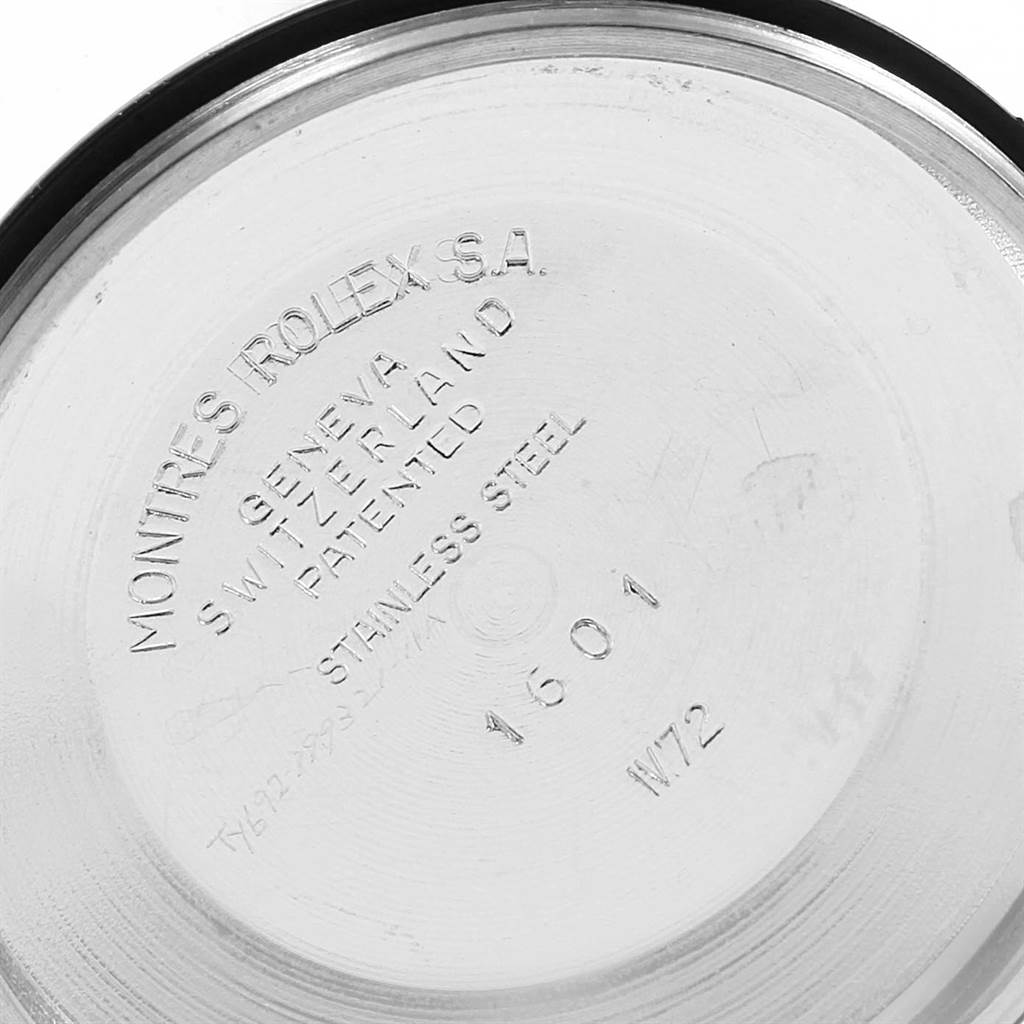 MONTRES ROLEX.S.A.
GENEVA
SWITZERLAND
PATENTED
STAINLESS STEEL
1601
IV.72